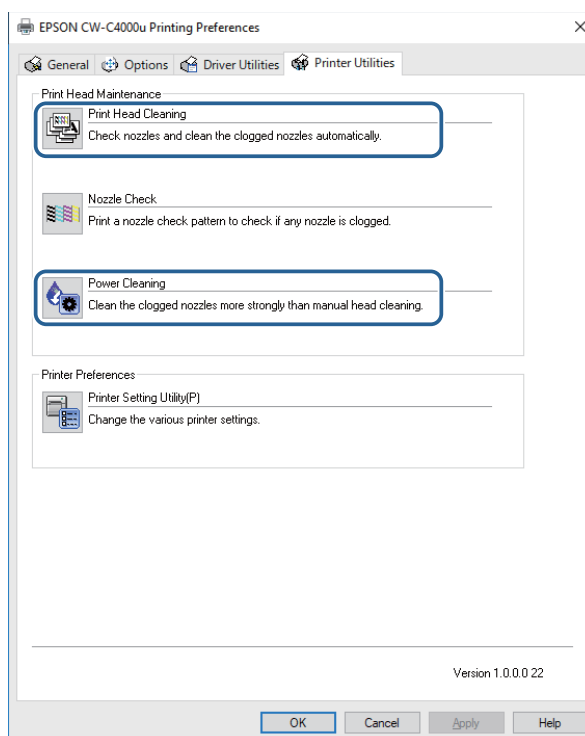 EPSON CW-C4000u Printing Preferences
General Options Driver Utilities Printer Utilities
Print Head Maintenance
Print Head Cleaning
Check nozzles and clean the clogged nozzles automatically.
Nozzle Check
Print a nozzle check pattern to check if any nozzle is clogged.
Power Cleaning
Clean the clogged nozzles more strongly than manual head cleaning.
Printer Preferences
Printer Setting Utility(P)
Change the various printer settings.
Version 1.0.0.0 22
OK Cancel Apply Help